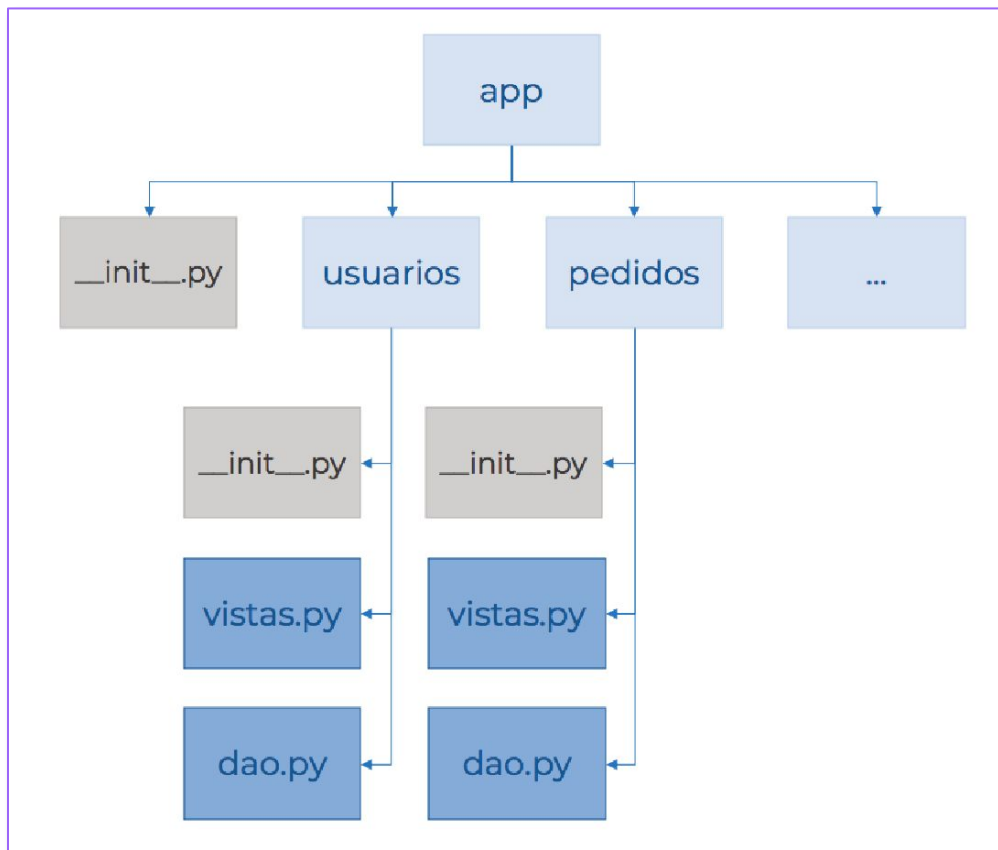 app
__init__.py
usuarios
pedidos
...
__init__.py
__init__.py
vistas.py
vistas.py
dao.py
dao.py